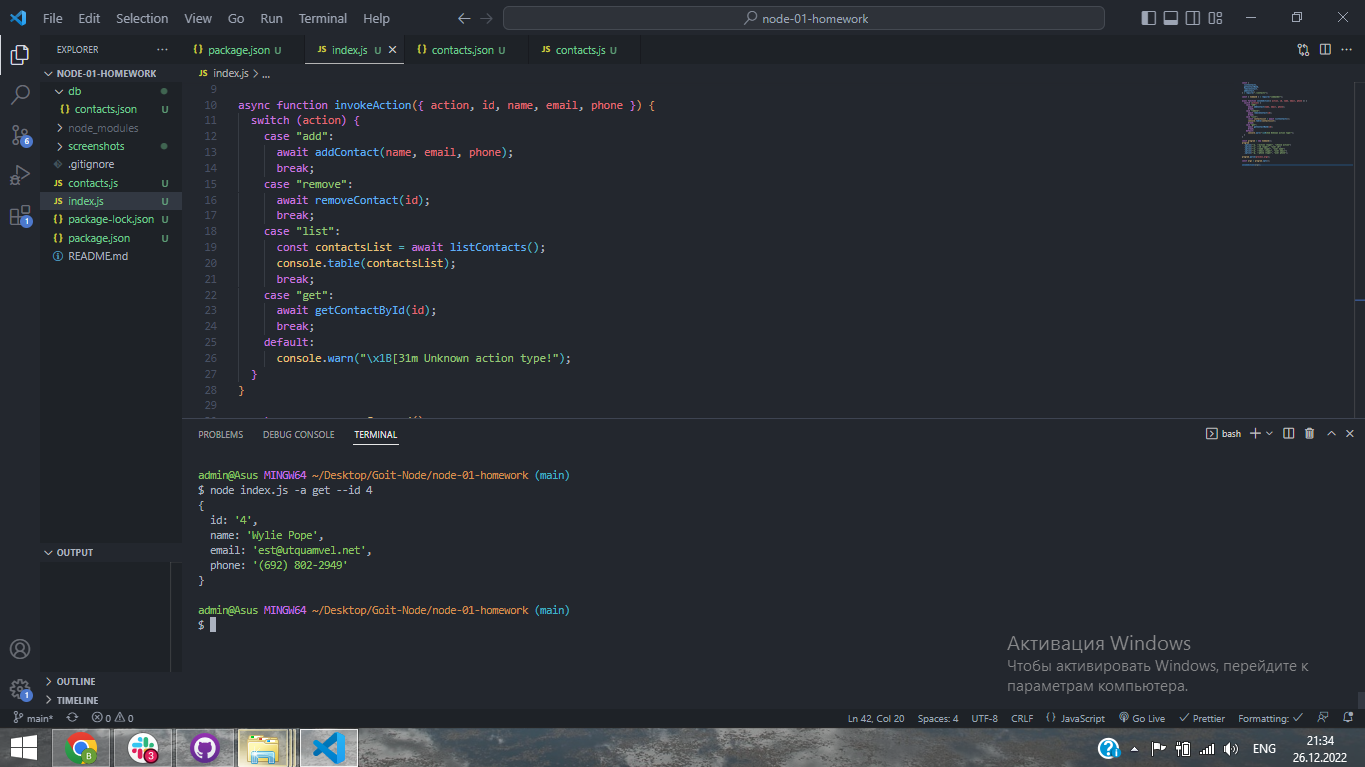 File Edit Selection View Go Run Terminal Help
node-01-homework
EXPLORER
package.json U
index.js U
contacts.json U
contacts.js U
NODE-01-HOMEWORK
db
contacts.json U
node_modules
screenshots
.gitignore
contacts.js U
index.js U
package-lock.json U
package.json U
README.md
OUTPUT
OUTLINE
TIMELINE
6
1
1
index.js > ...
9
10 async function invokeAction({ action, id, name, email, phone }) {
11 switch (action) {
12 case "add":
13 await addContact(name, email, phone);
14 break;
15 case "remove":
16 await removeContact(id);
17 break;
18 case "list":
19 const contactsList = await listContacts();
20 console.table(contactsList);
21 break;
22 case "get":
23 await getContactById(id);
24 break;
25 default:
26 console.warn("\x1B[31m Unknown action type!");
27 }
28 }
29
PROBLEMS DEBUG CONSOLE TERMINAL
bash
admin@Asus MINGW64 ~/Desktop/Goit-Node/node-01-homework (main)
$ node index.js -a get --id 4
{
id: '4',
name: 'Wylie Pope',
email: 'est@utquamvel.net',
phone: '(692) 802-2949'
}
admin@Asus MINGW64 ~/Desktop/Goit-Node/node-01-homework (main)
$
Активация Windows
Чтобы активировать Windows, перейдите к
параметрам компьютера.
main* 0 0
Ln 42, Col 20 Spaces: 4 UTF-8 CRLF JavaScript Go Live Prettier Formating: 
B
3
ENG
21:34
26.12.2022